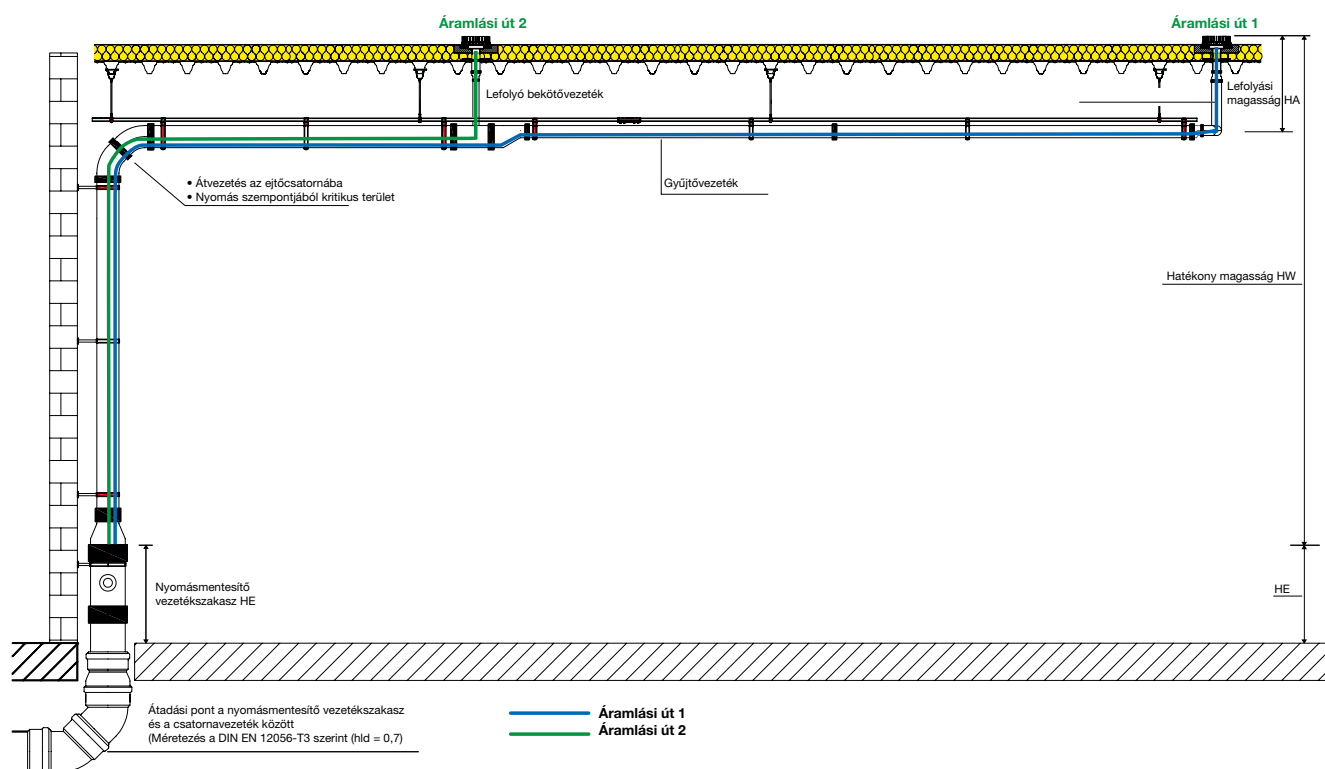 Áramlási út 2
Áramlási út 1
Lefolyó bekötővezeték
Lefolyási
magasság HA
• Átvezetés az ejtőcsatornába
• Nyomás szempontjából kritikus terület
Gyűjtővezeték
Hatékony magasság HW
Nyomásmentesítő
vezetékszakasz HE
HE
Átadási pont a nyomásmentesítő vezetékszakasz
és a csatornavezeték között
(Méretezés a DIN EN 12056-T3 szerint (hld = 0,7)
Áramlási út 1
Áramlási út 2